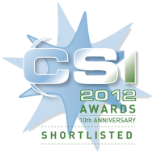 CSI
2012
AWARDS
10th ANNIVERSARY
SHORTLISTED